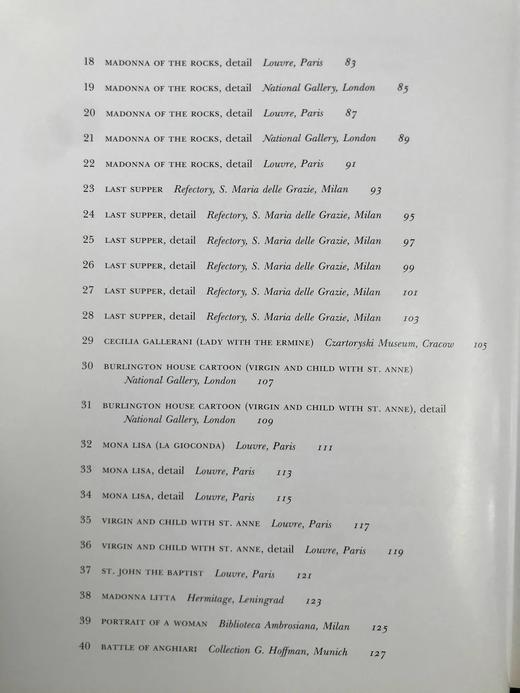 18 MADONNA OF THE ROCKS, detail Louvre, Paris 83
19 MADONNA OF THE ROCKS, detail National Gallery, London 85
20 MADONNA OF THE ROCKS, detail Louvre, Paris 87
21 MADONNA OF THE ROCKS, detail National Gallery, London 89
22 MADONNA OF THE ROCKS, detail Louvre, Paris 91
23 LAST SUPPER Refectory, S. Maria delle Grazie, Milan 93
24 LAST SUPPER, detail Refectory, S. Maria delle Grazie, Milan 95
25 LAST SUPPER, detail Refectory, S. Maria delle Grazie, Milan 97
26 LAST SUPPER, detail Refectory, S. Maria delle Grazie, Milan 99
27 LAST SUPPER, detail Refectory, S. Maria delle Grazie, Milan 101
28 LAST SUPPER, detail Refectory, S. Maria delle Grazie, Milan 103
29 CECILIA GALLERANI (LADY WITH THE ERMINE) Czartoryski Museum, Cracow 105
30 BURLINGTON HOUSE CARTOON (VIRGIN AND CHILD WITH ST. ANNE)
National Gallery, London 107
31 BURLINGTON HOUSE CARTOON (VIRGIN AND CHILD WITH ST. ANNE), detail
National Gallery, London 109
32 MONA LISA (LA GIOCONDA) Louvre, Paris 111
33 MONA LISA, detail Louvre, Paris 113
34 MONA LISA, detail Louvre, Paris 115
35 VIRGIN AND CHILD WITH ST. ANNE Louvre, Paris 117
36 VIRGIN AND CHILD WITH ST. ANNE, detail Louvre, Paris 119
37 ST. JOHN THE BAPTIST Louvre, Paris 121
38 MADONNA LITTA Hermitage, Leningrad 123
39 PORTRAIT OF A WOMAN Biblioteca Ambrosiana, Milan 125
40 BATTLE OF ANGHIARI Collection G. Hoffman, Munich 127